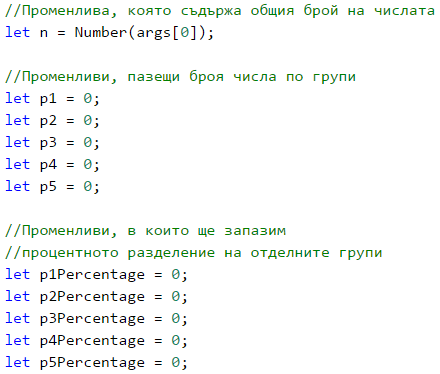 //Променлива, която съдържа общия брой на числата
let n = Number(args[0]);
//Променливи, пазещи броя числа по групи
let p1 = 0;
let p2 = 0;
let p3 = 0;
let p4 = 0;
let p5 = 0;
//Променливи, в които ще запазим
//процентното разделение на отделните групи
let p1Percentage = 0;
let p2Percentage = 0;
let p3Percentage = 0;
let p4Percentage = 0;
let p5Percentage = 0;